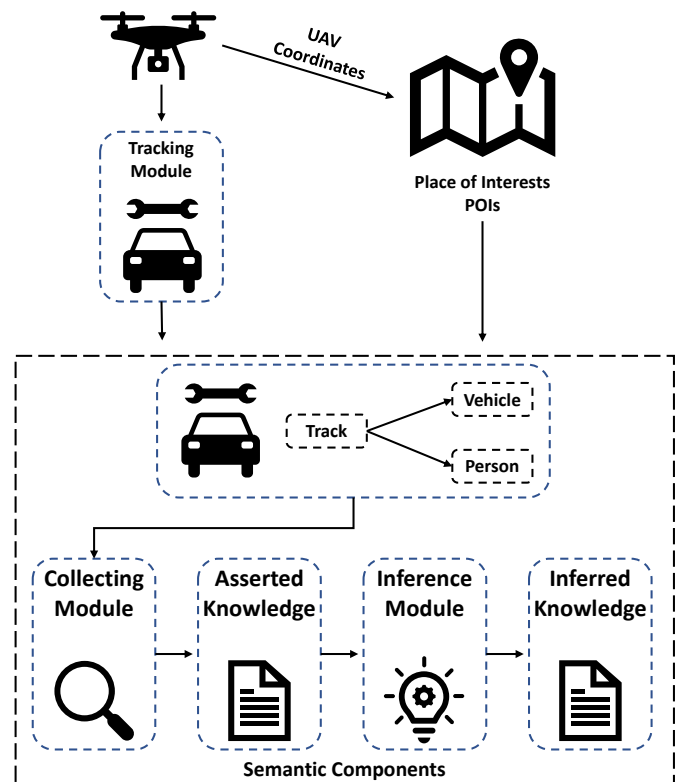 UAV
Coordinates
Tracking
Module
Place of Interests
POIs
Vehicle
Track
Person
Collecting
Module
Asserted
Knowledge
Inference
Module
Inferred
Knowledge
Semantic Components